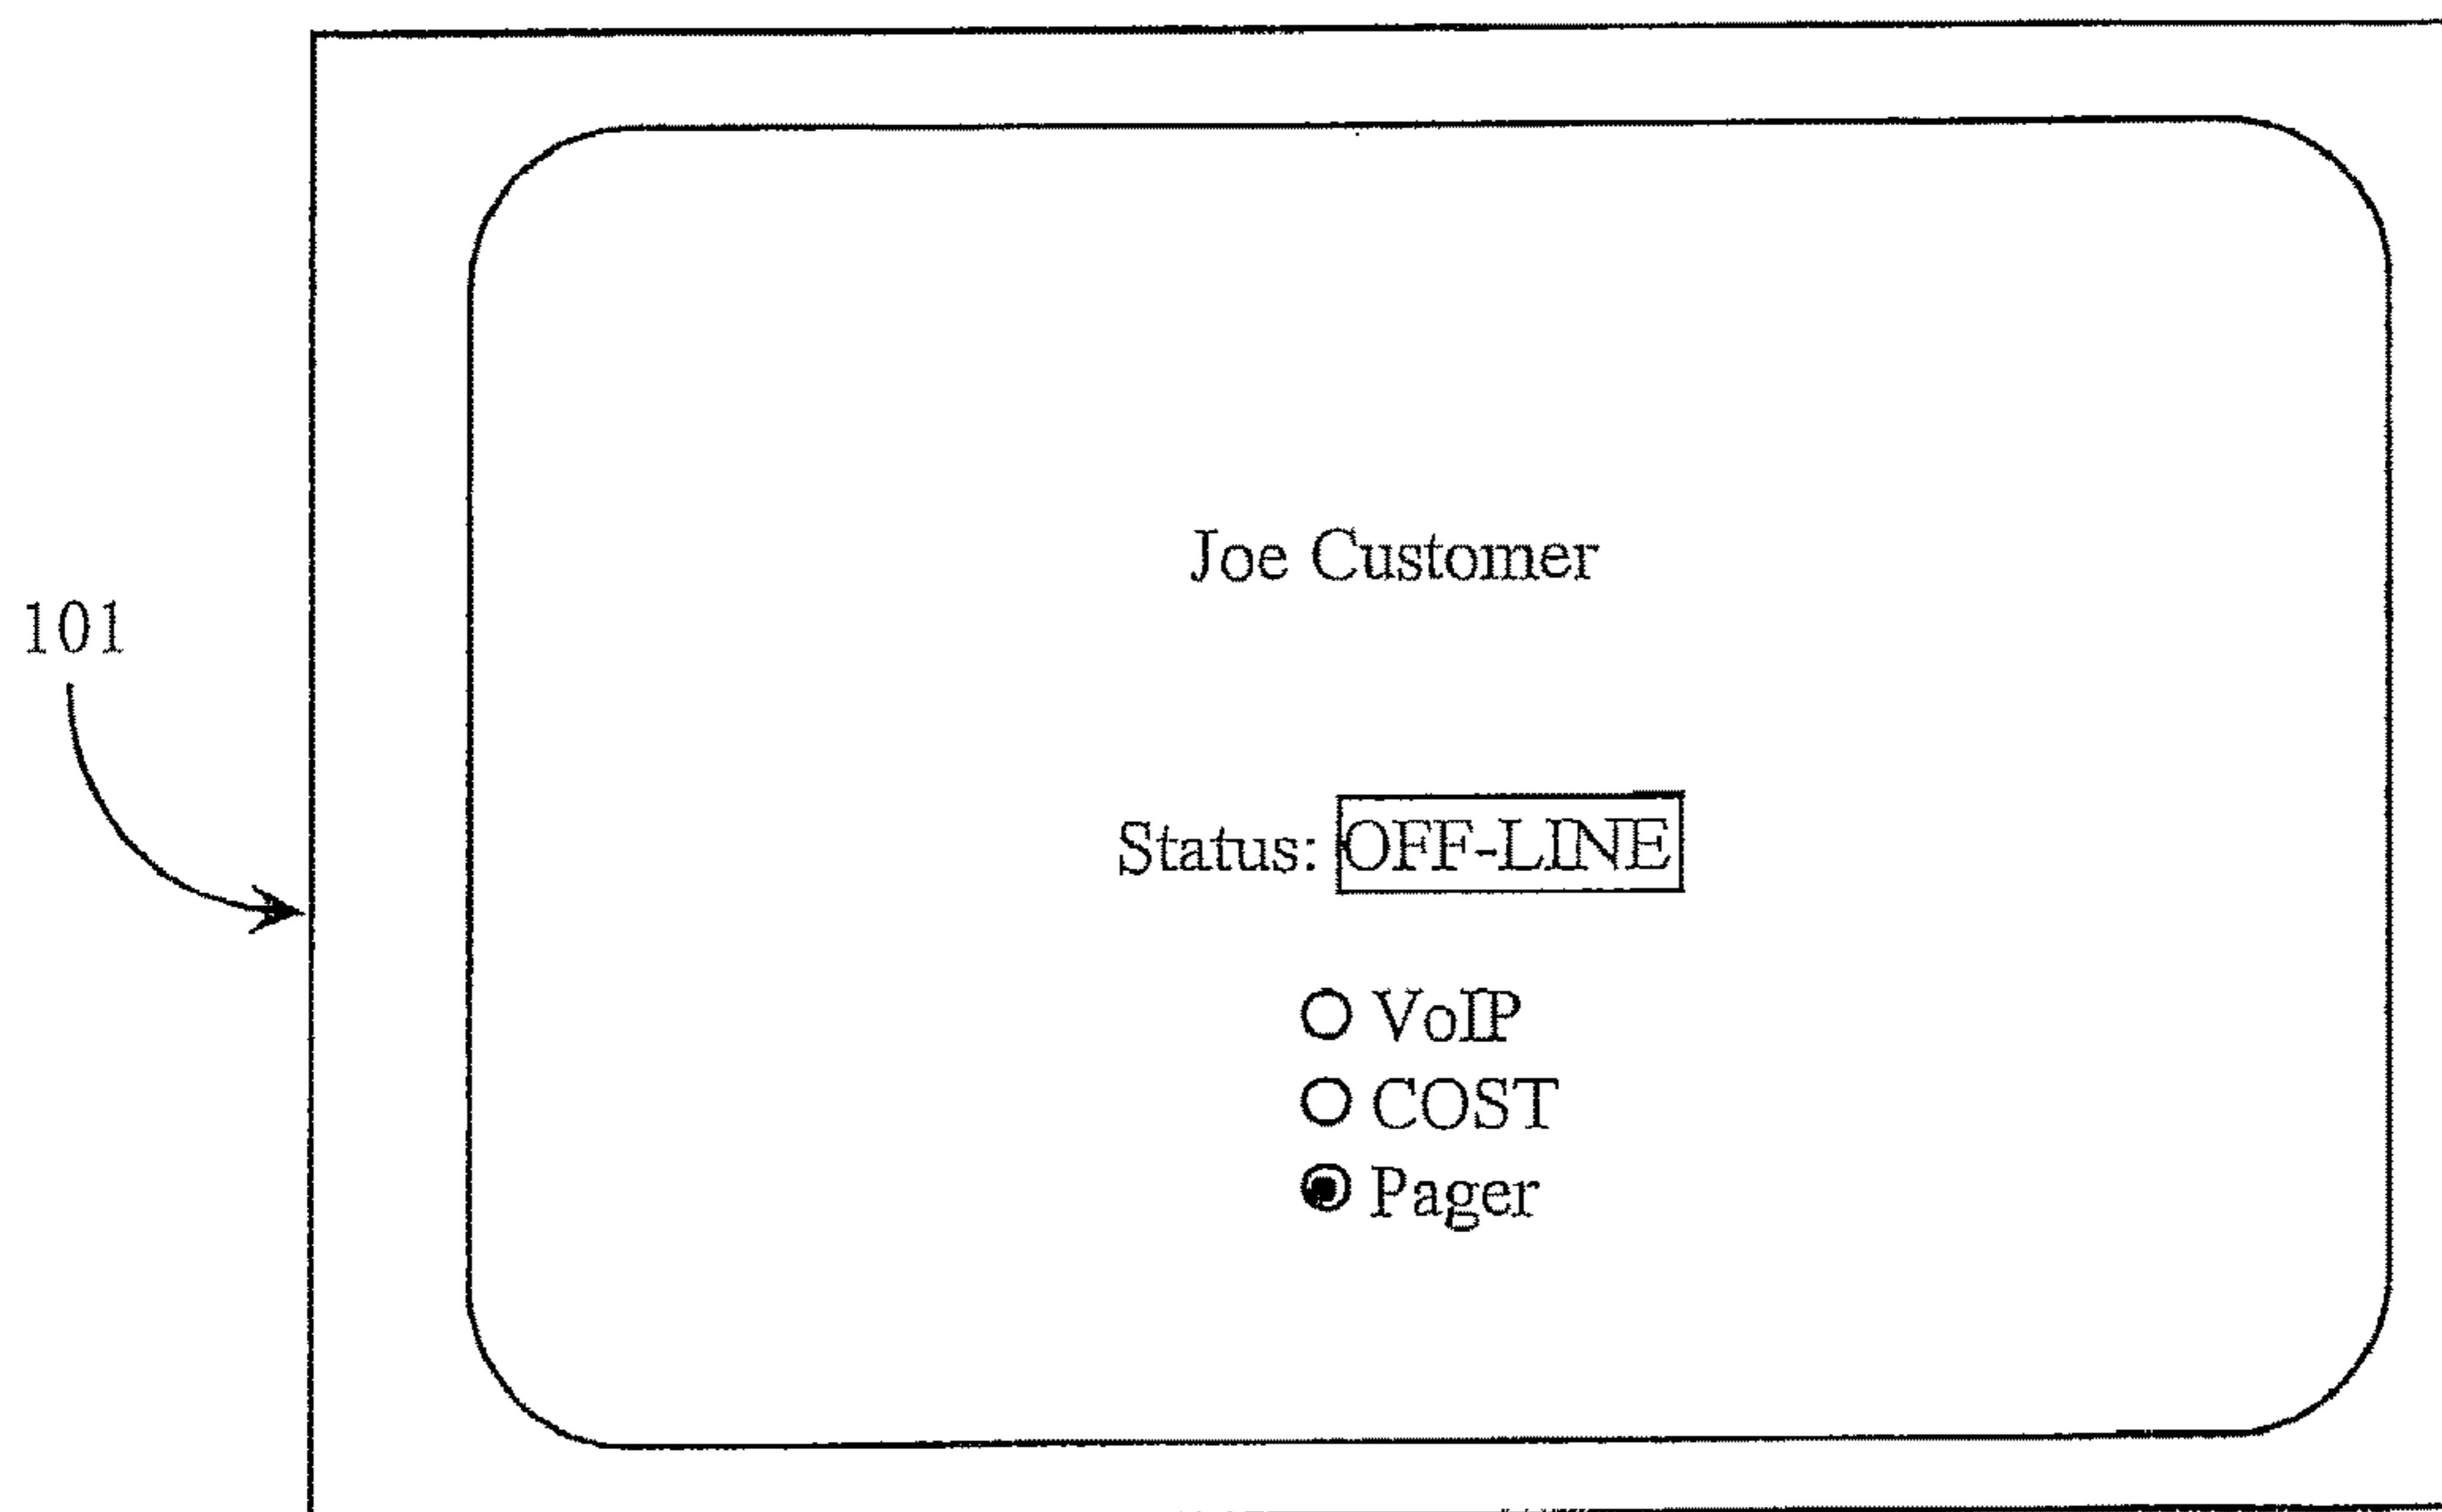 Joe Customer
101
Status: OFF-LINE
VoIP
COST
Pager